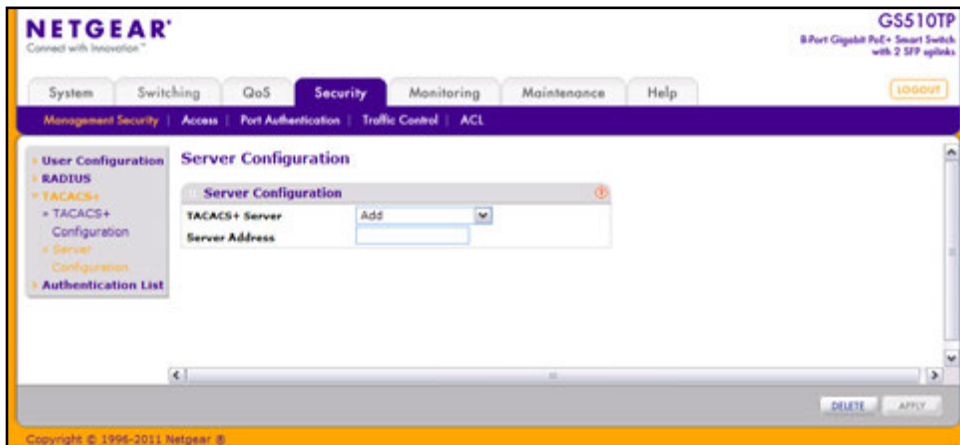 NETGEAR®
Connect with Innovation™
GS510TP
8-Port Gigabit PoE+ Smart Switch
with 2 SFP uplinks
System Switching QoS Security Monitoring Maintenance Help LOGOUT
Management Security | Access | Port Authentication | Traffic Control | ACL
User Configuration
RADIUS
TACACS+
» TACACS+
Configuration
» Server
Configuration
Authentication List
Server Configuration
Server Configuration
TACACS+ Server Add
Server Address
DELETE APPLY
Copyright © 1996-2011 Netgear ®